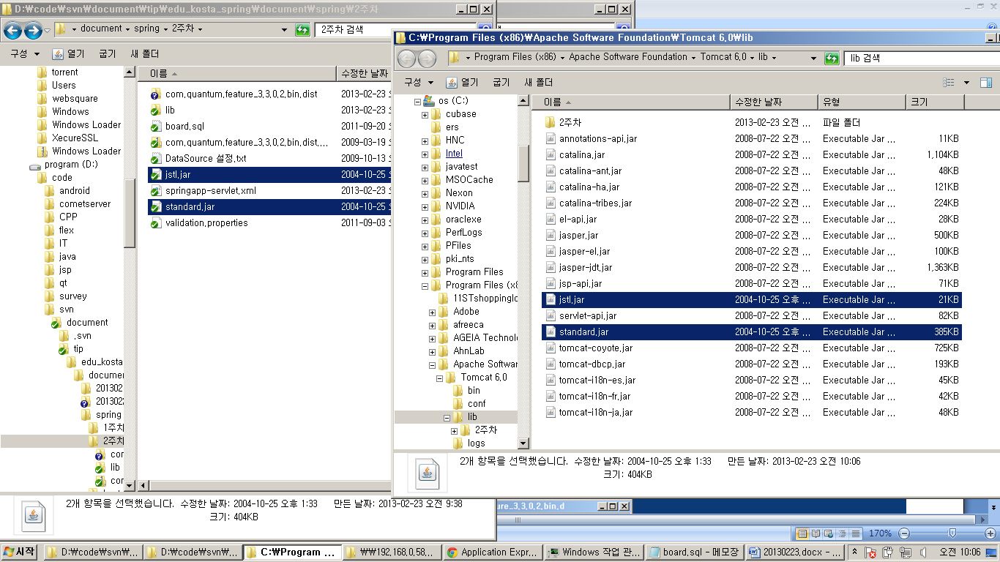 D:￦code￦svn￦document￦tip￦edu_kosta_spring￦document￦spring￦2주차
document spring 2주차
2주차 검색
구성 열기 굽기 새 폴더
torrent
Users
websquare
Windows
Windows Loader
XecureSSL
Windows Loader
program (D:)
code
android
cometserver
CPP
flex
IT
java
jsp
qt
survey
svn
document
.svn
tip
edu_kosta
documer
201302
2013022
spring
1주차
2주차
cor
lib
cor
이름 수정한 날짜
com.quantum.feature_3.3.0.2.bin.dist 2013-02-23
lib 2013-02-23
board.sql 2011-09-20
com.quantum.feature_3.3.0.2.bin.dist.... 2009-03-19
DataSource 설정.txt 2009-10-13
jstl.jar 2004-10-25
springapp-servlet.xml 2013-02-23
standard.jar 2004-10-25
validation.properties 2011-09-03
2개 항목을 선택했습니다. 수정한 날짜: 2004-10-25 오후 1:33 만든 날짜: 2013-02-23 오전 9:38
크기: 404KB
C:￦Program Files (x86)￦Apache Software Foundation￦Tomcat 6.0￦lib
Program Files (x86) Apache Software Foundation Tomcat 6.0 lib
lib 검색
구성 열기 굽기 새 폴더
os (C:)
cubase
ers
HNC
Intel
javatest
MSOCache
Nexon
NVIDIA
oraclexe
PerfLogs
PFiles
pki_nts
Program Files
Program Files (x8
11STshoppinglc
Adobe
afreeca
AGEIA Technol
AhnLab
Apache Softwar
Tomcat 6.0
bin
conf
lib
2주차
logs
이름 수정한 날짜 유형 크기
2주차 2013-02-23 오전 ... 파일 폴더
annotations-api.jar 2008-07-22 오전 ... Executable Jar ... 11KB
catalina.jar 2008-07-22 오전 ... Executable Jar ... 1,104KB
catalina-ant.jar 2008-07-22 오전 ... Executable Jar ... 48KB
catalina-ha.jar 2008-07-22 오전 ... Executable Jar ... 121KB
catalina-tribes.jar 2008-07-22 오전 ... Executable Jar ... 224KB
el-api.jar 2008-07-22 오전 ... Executable Jar ... 28KB
jasper.jar 2008-07-22 오전 ... Executable Jar ... 500KB
jasper-el.jar 2008-07-22 오전 ... Executable Jar ... 100KB
jasper-jdt.jar 2008-07-22 오전 ... Executable Jar ... 1,363KB
jsp-api.jar 2008-07-22 오전 ... Executable Jar ... 71KB
jstl.jar 2004-10-25 오후 ... Executable Jar ... 21KB
servlet-api.jar 2008-07-22 오전 ... Executable Jar ... 82KB
standard.jar 2004-10-25 오후 ... Executable Jar ... 385KB
tomcat-coyote.jar 2008-07-22 오전 ... Executable Jar ... 725KB
tomcat-dbcp.jar 2008-07-22 오전 ... Executable Jar ... 193KB
tomcat-i18n-es.jar 2008-07-22 오전 ... Executable Jar ... 45KB
tomcat-i18n-fr.jar 2008-07-22 오전 ... Executable Jar ... 42KB
tomcat-i18n-ja.jar 2008-07-22 오전 ... Executable Jar ... 48KB
2개 항목을 선택했습니다. 수정한 날짜: 2004-10-25 오후 1:33 만든 날짜: 2013-02-23 오전 10:06
크기: 404KB
ure_3.3.0.2.bin.d
170%
시작 D:￦code￦svn￦... D:￦code￦svn￦... C:￦Program ... ￦￦192.168.0.58... Application Expr... Windows 작업 관... board.sql - 메모장 20130223.docx - ... 오전 10:06